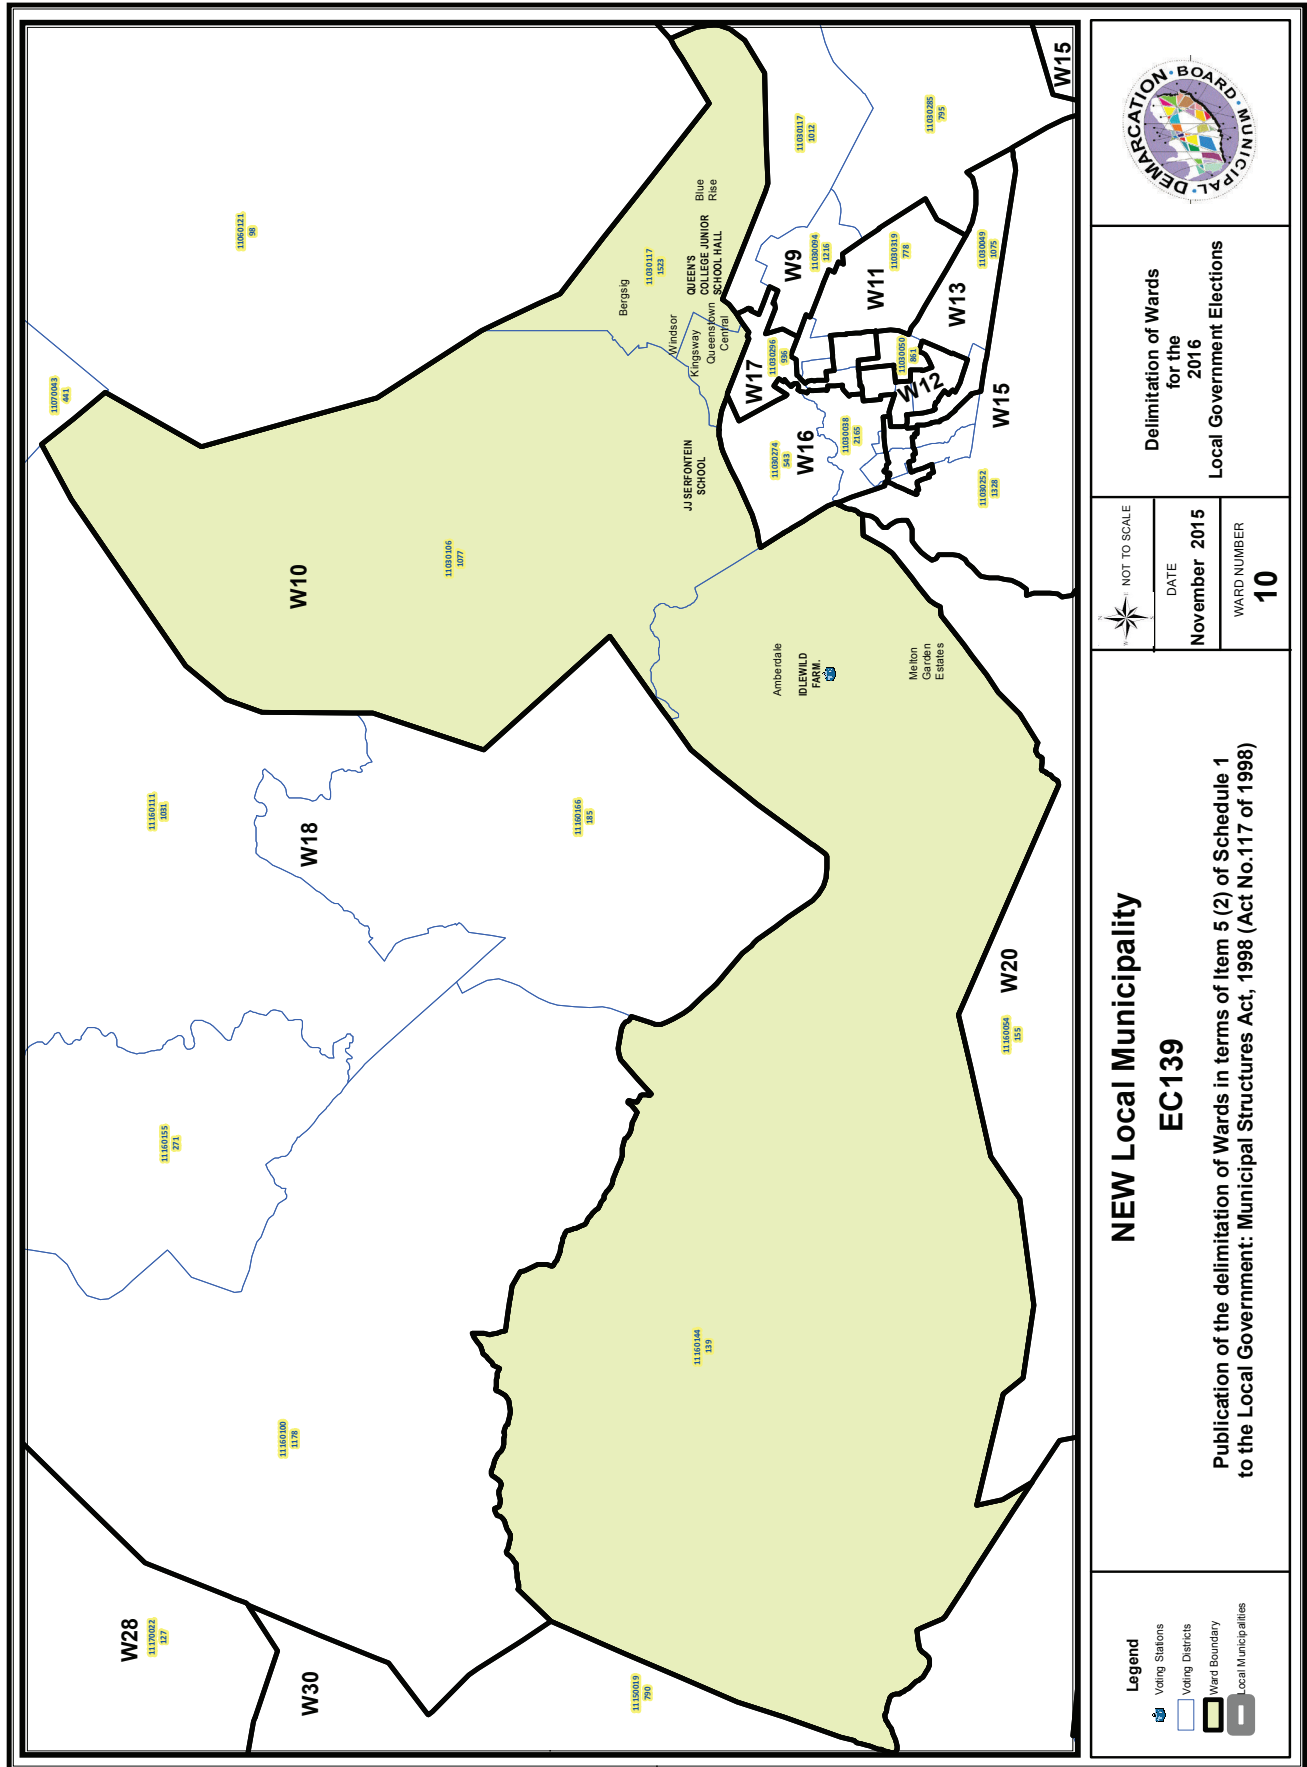 W28
11170022
127
W30
11160100
1178
11160155
271
11160111
1031
W18
11160166
185
11150019
790
11160144
139
W20
11160054
155
11070043
441
11060121
98
W10
11030106
1077
Amberdale
IDLEWILD
FARM.
Melton
Garden
Estates
JJ SERFONTEIN
SCHOOL
Bergsig
11030117
1523
Windsor
Kingsway
Queenstown
Central
QUEEN'S
COLLEGE JUNIOR
SCHOOL HALL
Blue
Rise
11030117
1012
11030285
795
W15
W9
11030094
1216
W17
11030296
936
W11
11030319
778
W16
11030274
543
11030038
2165
11030050
861
W12
W13
11030049
1075
W15
11030252
1328
Legend
Voting Stations
Voting Districts
Ward Boundary
Local Municipalities
NEW Local Municipality
EC139
Publication of the delimitation of Wards in terms of Item 5 (2) of Schedule 1
to the Local Government: Municipal Structures Act, 1998 (Act No.117 of 1998)
NOT TO SCALE
DATE
November 2015
WARD NUMBER
10
Delimitation of Wards
for the
2016
Local Government Elections
MUNICIPAL • DEMARCATION • BOARD •